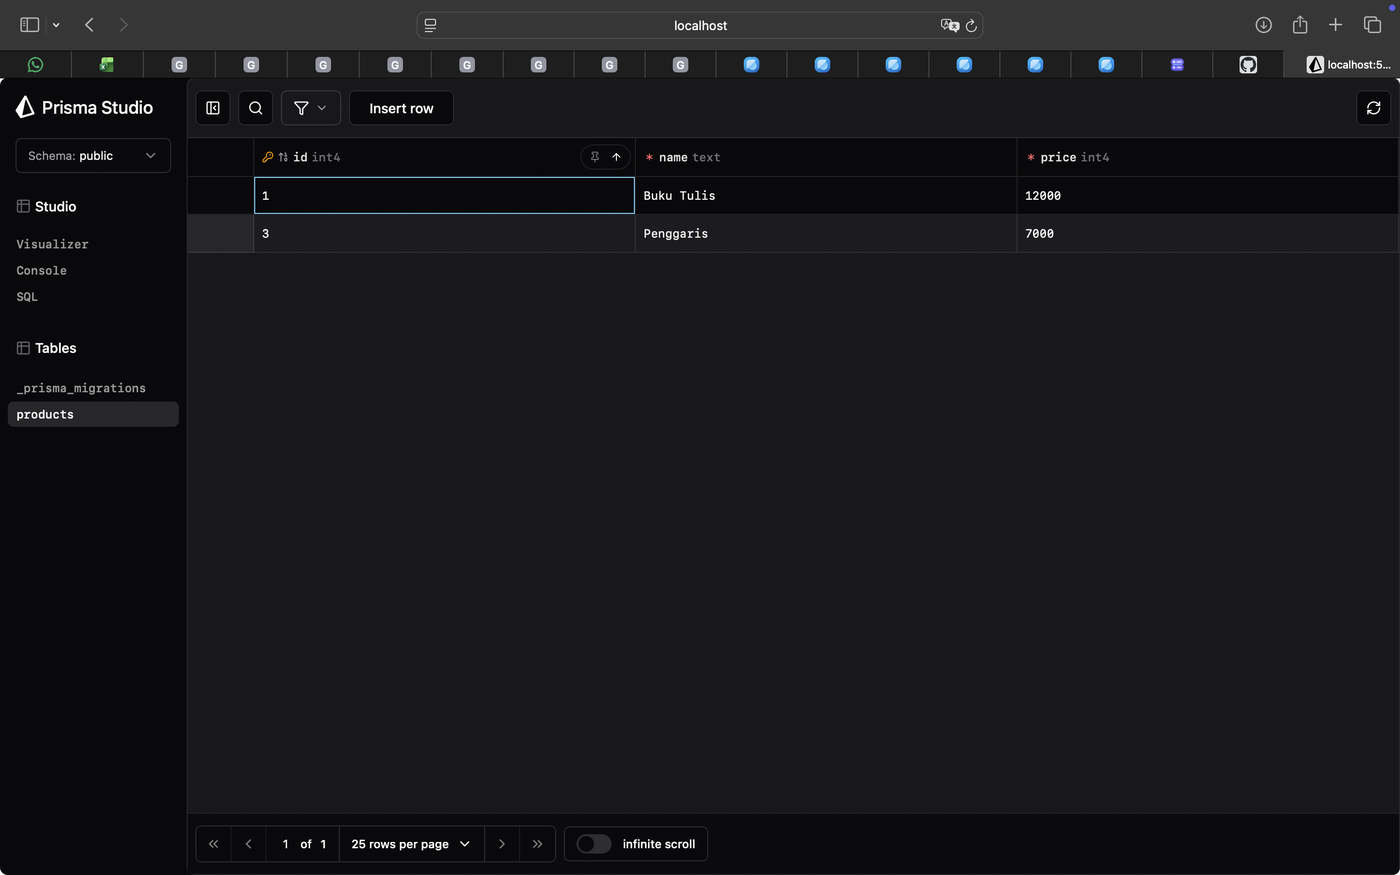 localhost
G G G G G G G G localhost:5...
Prisma Studio
Schema: public
Studio
Visualizer
Console
SQL
Tables
_prisma_migrations
products
Insert row
id int4 * name text * price int4
1 Buku Tulis 12000
3 Penggaris 7000
1 of 1 25 rows per page infinite scroll